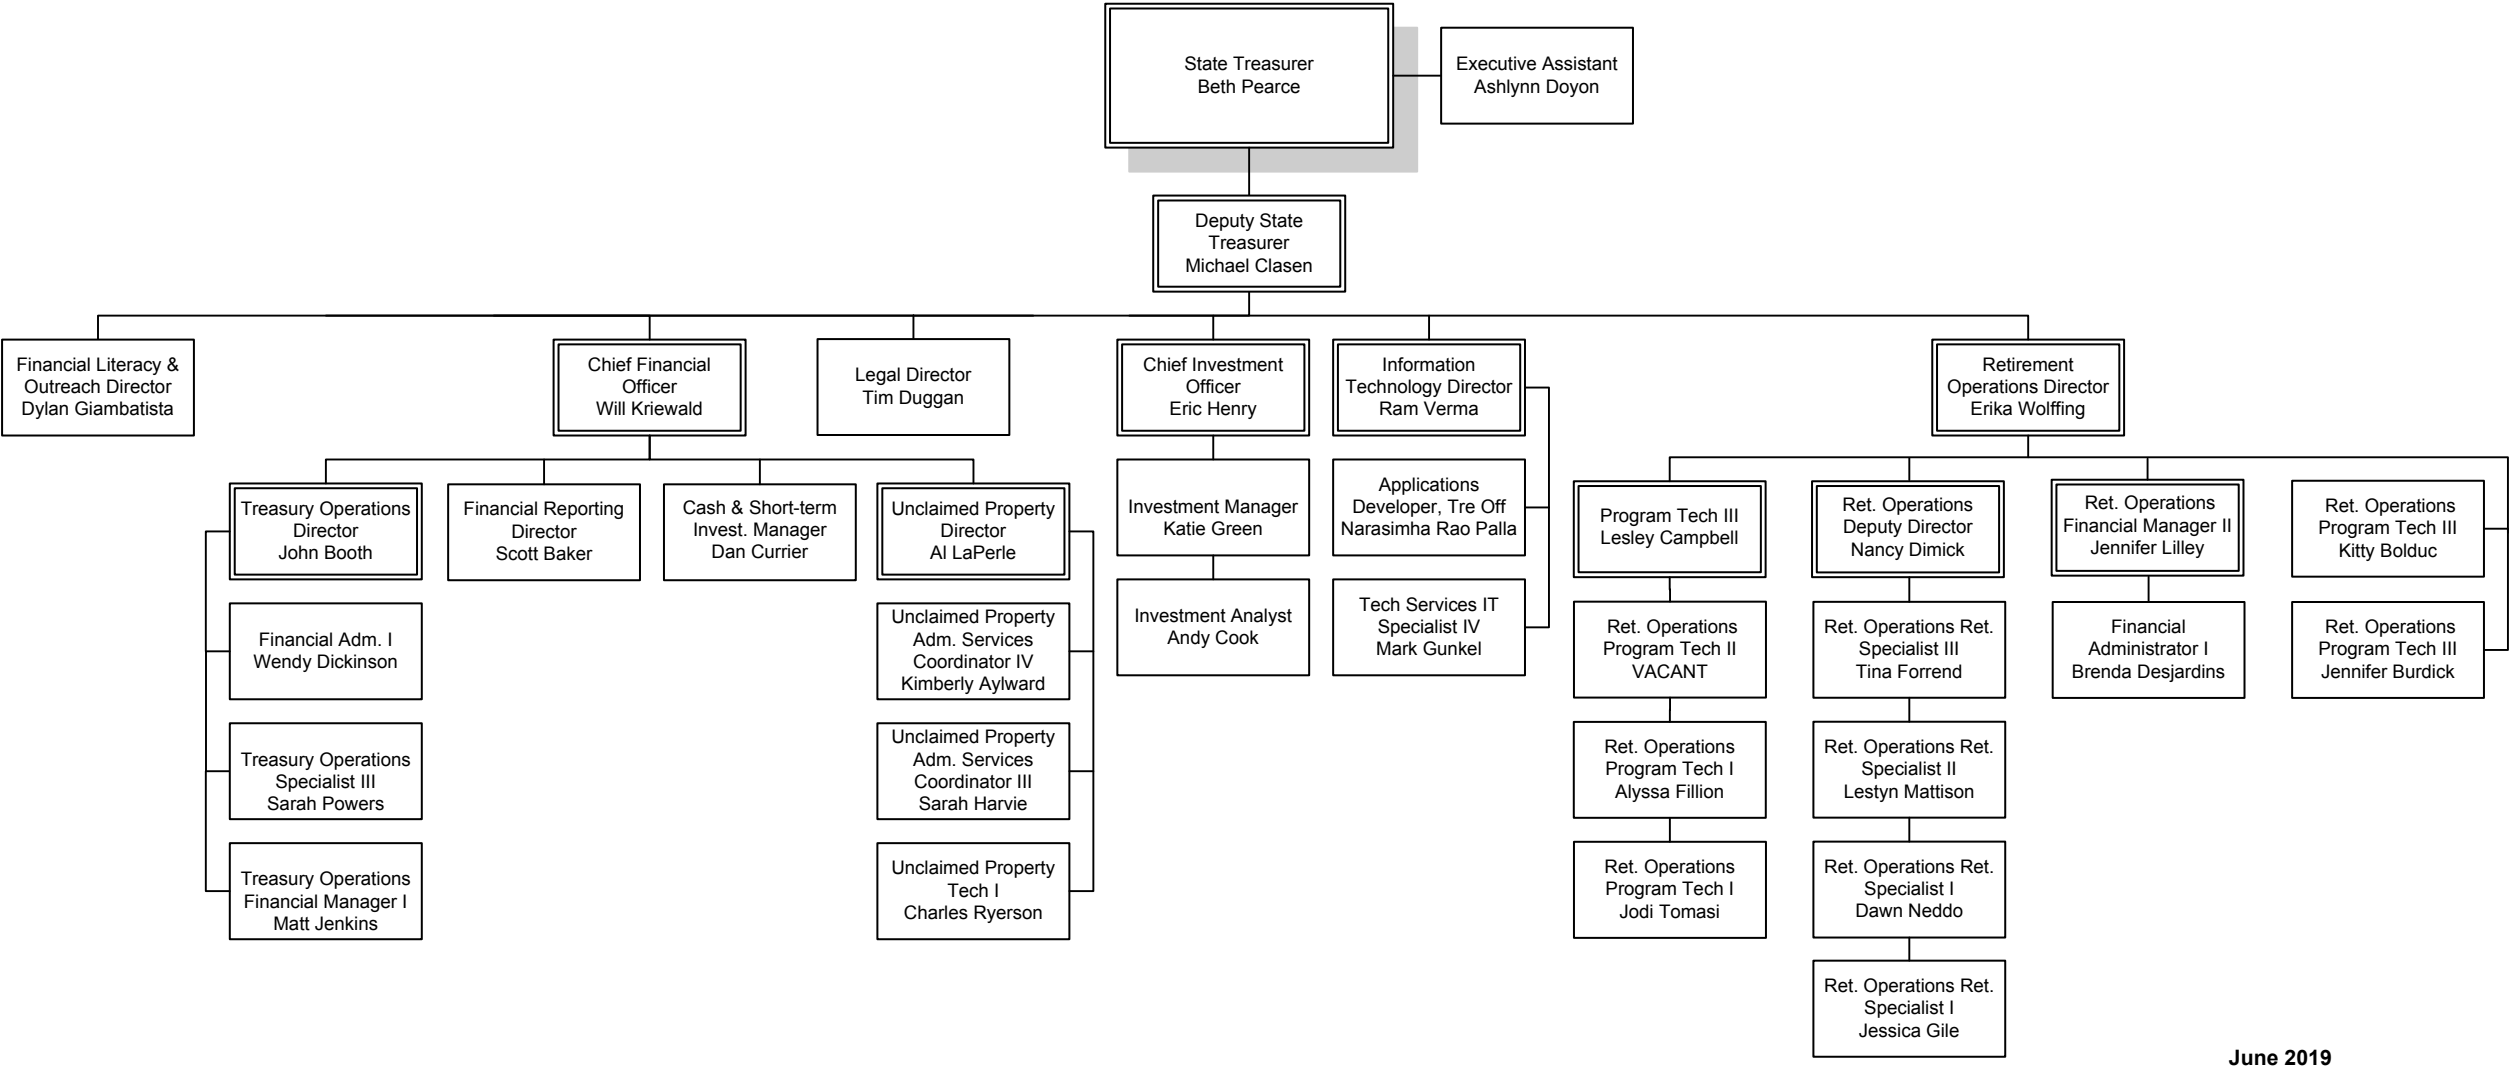 State Treasurer
Beth Pearce
Executive Assistant
Ashlynn Doyon
Deputy State
Treasurer
Michael Clasen
Financial Literacy &
Outreach Director
Dylan Giambatista
Chief Financial
Officer
Will Kriewald
Legal Director
Tim Duggan
Chief Investment
Officer
Eric Henry
Information
Technology Director
Ram Verma
Retirement
Operations Director
Erika Wolffing
Treasury Operations
Director
John Booth
Financial Reporting
Director
Scott Baker
Cash & Short-term
Invest. Manager
Dan Currier
Unclaimed Property
Director
Al LaPerle
Investment Manager
Katie Green
Applications
Developer, Tre Off
Narasimha Rao Palla
Program Tech III
Lesley Campbell
Ret. Operations
Deputy Director
Nancy Dimick
Ret. Operations
Financial Manager II
Jennifer Lilley
Ret. Operations
Program Tech III
Kitty Bolduc
Financial Adm. I
Wendy Dickinson
Unclaimed Property
Adm. Services
Coordinator IV
Kimberly Aylward
Investment Analyst
Andy Cook
Tech Services IT
Specialist IV
Mark Gunkel
Ret. Operations
Program Tech II
VACANT
Ret. Operations Ret.
Specialist III
Tina Forrend
Financial
Administrator I
Brenda Desjardins
Ret. Operations
Program Tech III
Jennifer Burdick
Treasury Operations
Specialist III
Sarah Powers
Unclaimed Property
Adm. Services
Coordinator III
Sarah Harvie
Ret. Operations
Program Tech I
Alyssa Fillion
Ret. Operations Ret.
Specialist II
Lestyn Mattison
Treasury Operations
Financial Manager I
Matt Jenkins
Unclaimed Property
Tech I
Charles Ryerson
Ret. Operations
Program Tech I
Jodi Tomasi
Ret. Operations Ret.
Specialist I
Dawn Neddo
Ret. Operations Ret.
Specialist I
Jessica Gile
June 2019